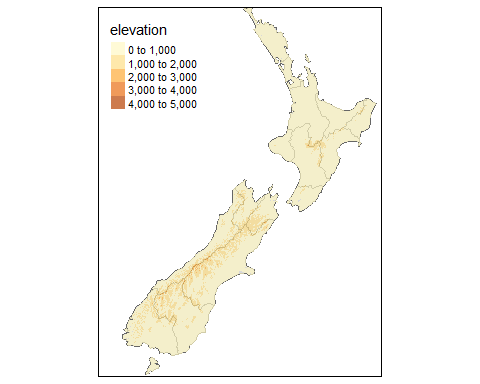 elevation
0 to 1,000
1,000 to 2,000
2,000 to 3,000
3,000 to 4,000
4,000 to 5,000